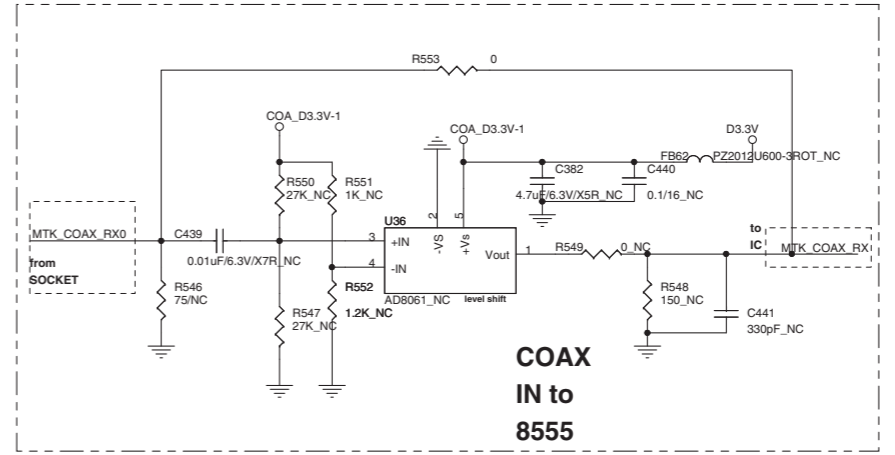 R553 0
COA_D3.3V-1
COA_D3.3V-1
D3.3V
FB62
PZ2012U600-3ROT_NC
R550
27K_NC
R551
1K_NC
C382
4.7uF/6.3V/X5R_NC
C440
0.1/16_NC
U36
2
5
-VS
+Vs
MTK_COAX_RX0
C439
0.01uF/6.3V/X7R_NC
3
+IN
4
-IN
Vout
1
R549
0_NC
to
IC
MTK_COAX_RX
from
SOCKET
R546
75/NC
R547
27K_NC
R552
1.2K_NC
AD8061_NC
level shift
R548
150_NC
C441
330pF_NC
COAX
IN to
8555